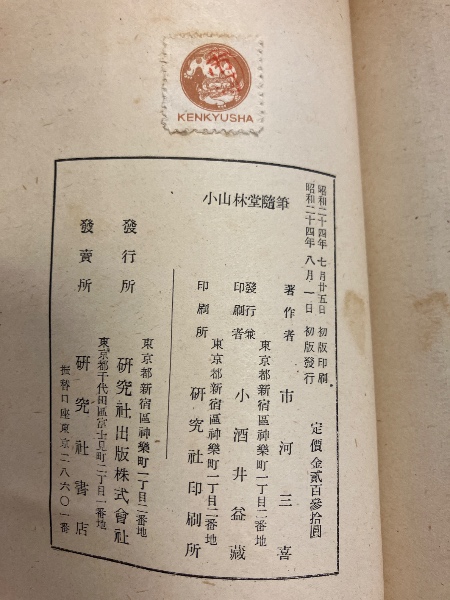 KENKYUSHA
小山林堂隨筆
昭和二十四年 七月廿五日 初版印刷
昭和二十四年 八月一日 初版發行
定價金貳百參拾圓
著作者 市河三喜
東京都新宿區神樂町一丁目二番地
發行兼印刷者 小酒井益藏
東京都新宿區神樂町一丁目二番地
印刷所 研究社印刷所
東京都新宿區神樂町一丁目二番地
發行所 研究社出版株式會社
東京都千代田區富士見町二丁目一番地
發賣所 研究社書店
振替口座東京二八六〇一番